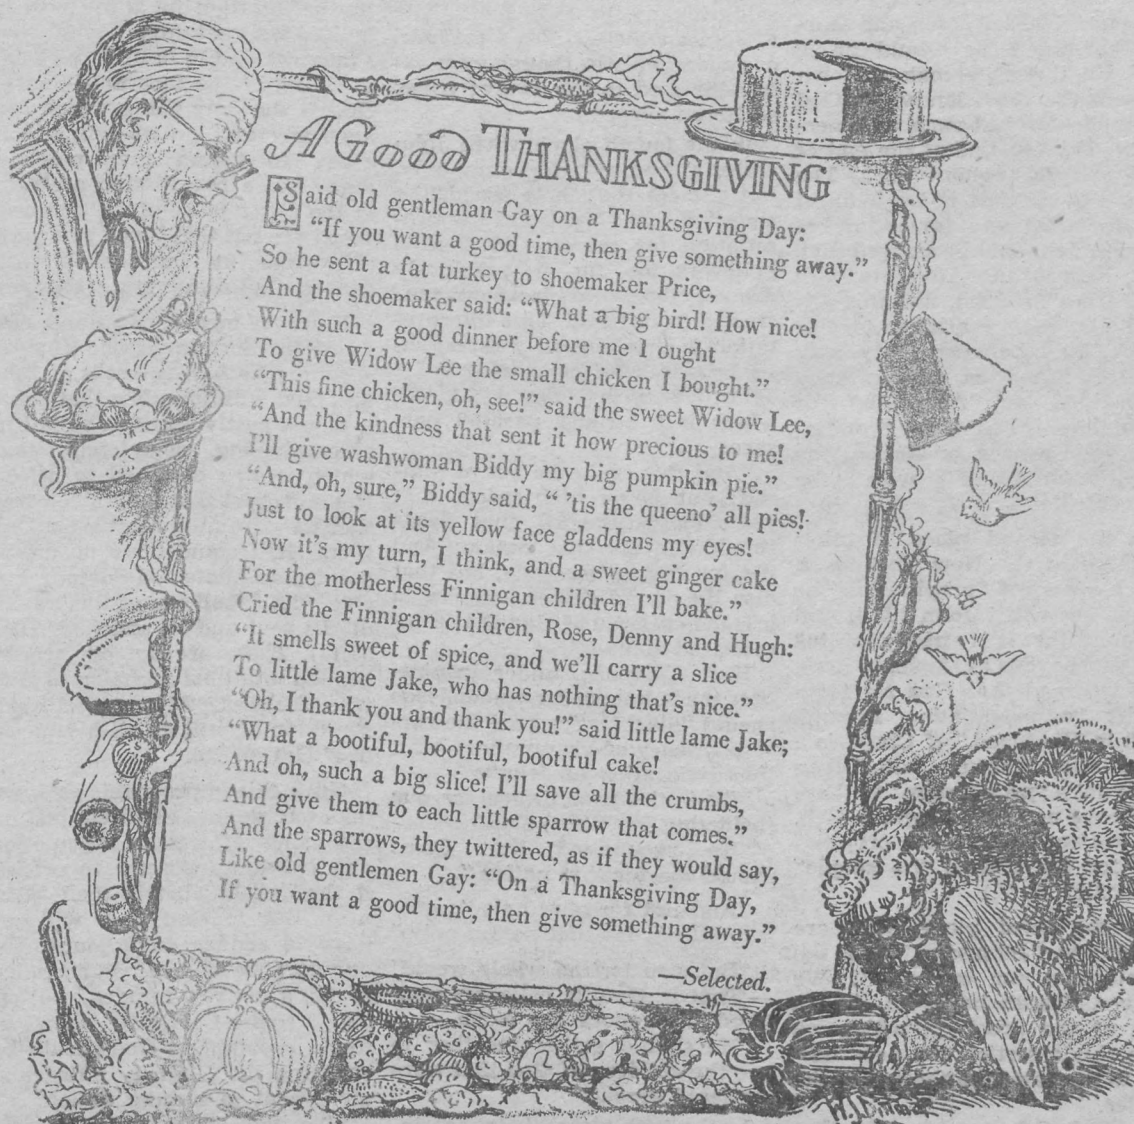 A Good THANKSGIVING
Said old gentleman Gay on a Thanksgiving Day:
“If you want a good time, then give something away.”
So he sent a fat turkey to shoemaker Price,
And the shoemaker said: “What a big bird! How nice!
With such a good dinner before me I ought
To give Widow Lee the small chicken I bought.”
“This fine chicken, oh, see!” said the sweet Widow Lee,
“And the kindness that sent it how precious to me!
I’ll give washwoman Biddy my big pumpkin pie.”
“And, oh, sure,” Biddy said, “ ’tis the queeno’ all pies!
Just to look at its yellow face gladdens my eyes!
Now it’s my turn, I think, and a sweet ginger cake
For the motherless Finnigan children I’ll bake.”
Cried the Finnigan children, Rose, Denny and Hugh:
“It smells sweet of spice, and we’ll carry a slice
To little lame Jake, who has nothing that’s nice.”
“Oh, I thank you and thank you!” said little lame Jake;
“What a bootiful, bootiful, bootiful cake!
And oh, such a big slice! I’ll save all the crumbs,
And give them to each little sparrow that comes.”
And the sparrows, they twittered, as if they would say,
Like old gentlemen Gay: “On a Thanksgiving Day,
If you want a good time, then give something away.”
—Selected.